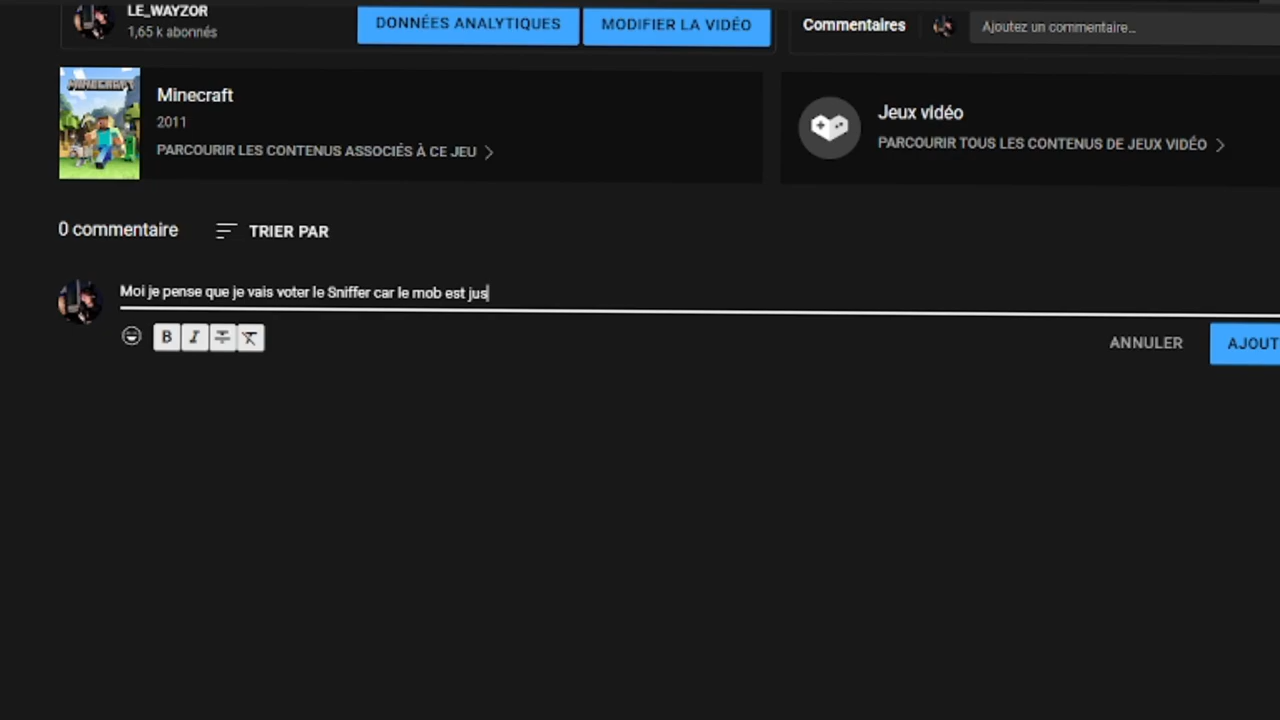 LE_WAYZOR
1,65 k abonnés
DONNÉES ANALYTIQUES
MODIFIER LA VIDÉO
Commentaires
Ajoutez un commentaire...
MINECRAFT
Minecraft
2011
PARCOURIR LES CONTENUS ASSOCIÉS À CE JEU
Jeux vidéo
PARCOURIR TOUS LES CONTENUS DE JEUX VIDÉO
0 commentaire
TRIER PAR
Moi je pense que je vais voter le Sniffer car le mob est jus
B I
ANNULER
AJOUT